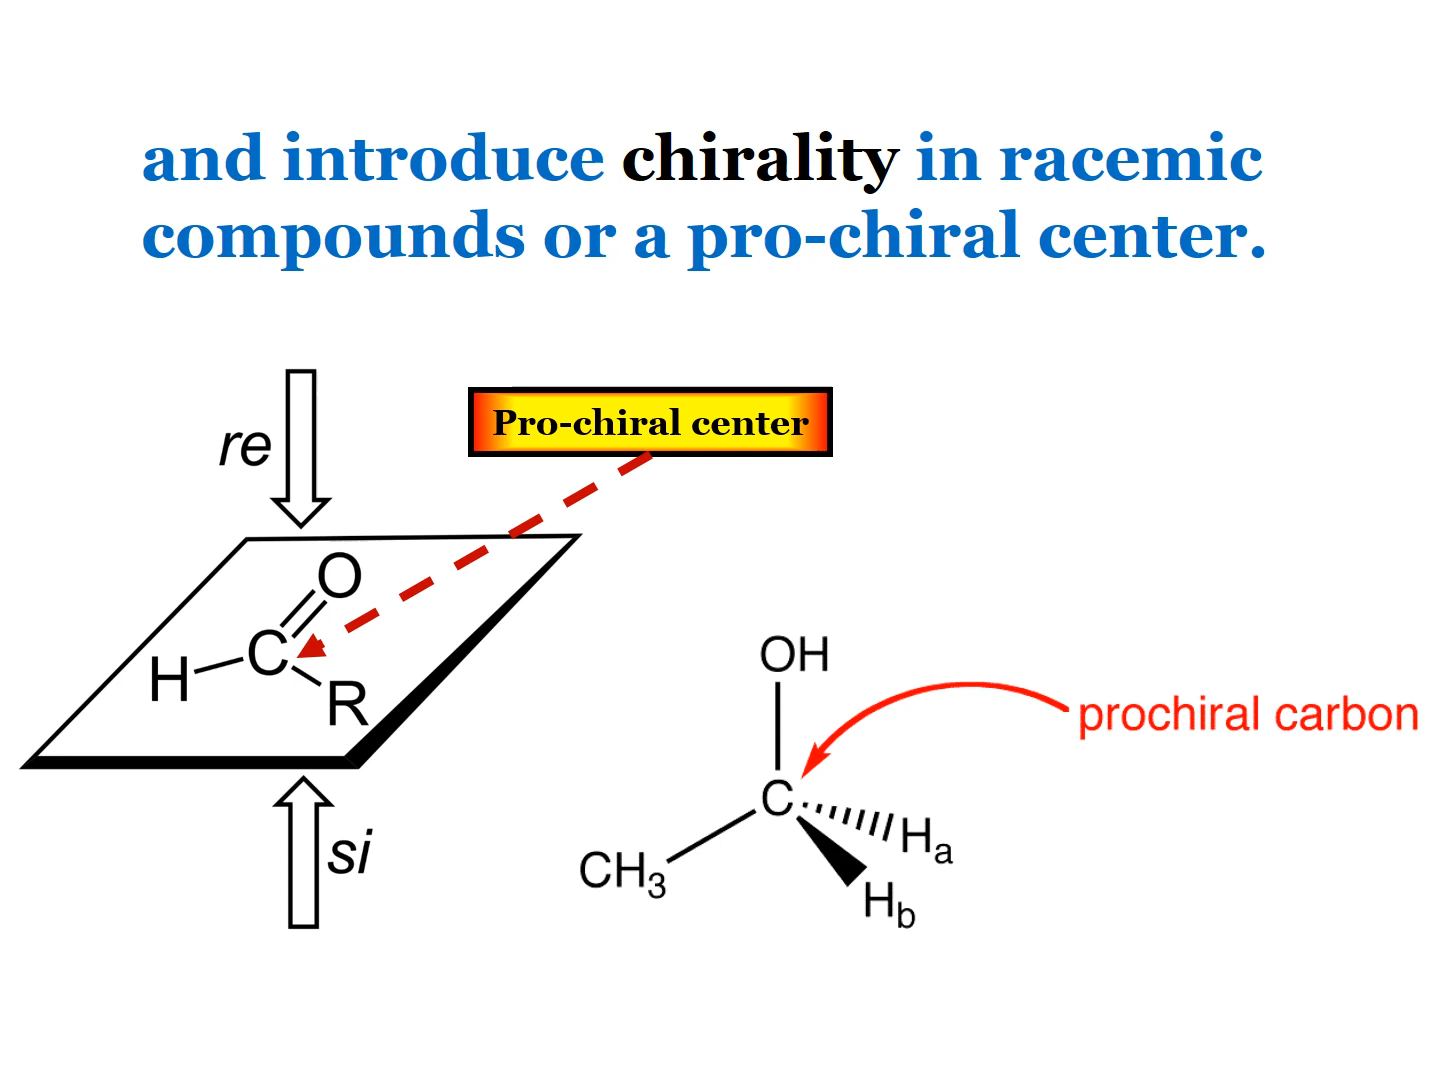 and introduce chirality in racemic
compounds or a pro-chiral center.
re
Pro-chiral center
O
C
H
R
si
OH
prochiral carbon
C
Ha
CH3
Hb